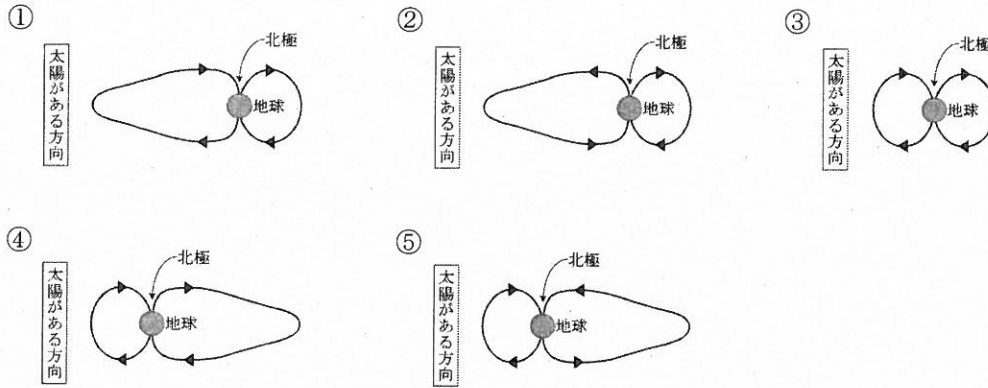 ①
太陽がある方向
北極
地球
②
太陽がある方向
北極
地球
③
太陽がある方向
北極
地球
④
太陽がある方向
北極
地球
⑤
太陽がある方向
北極
地球